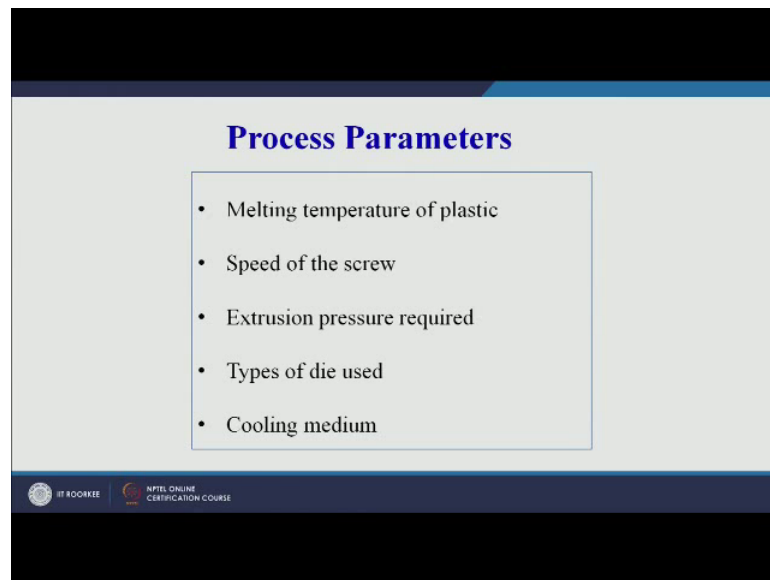 Process Parameters
• Melting temperature of plastic
• Speed of the screw
• Extrusion pressure required
• Types of die used
• Cooling medium
IIT ROORKEE
NPTEL ONLINE
CERTIFICATION COURSE